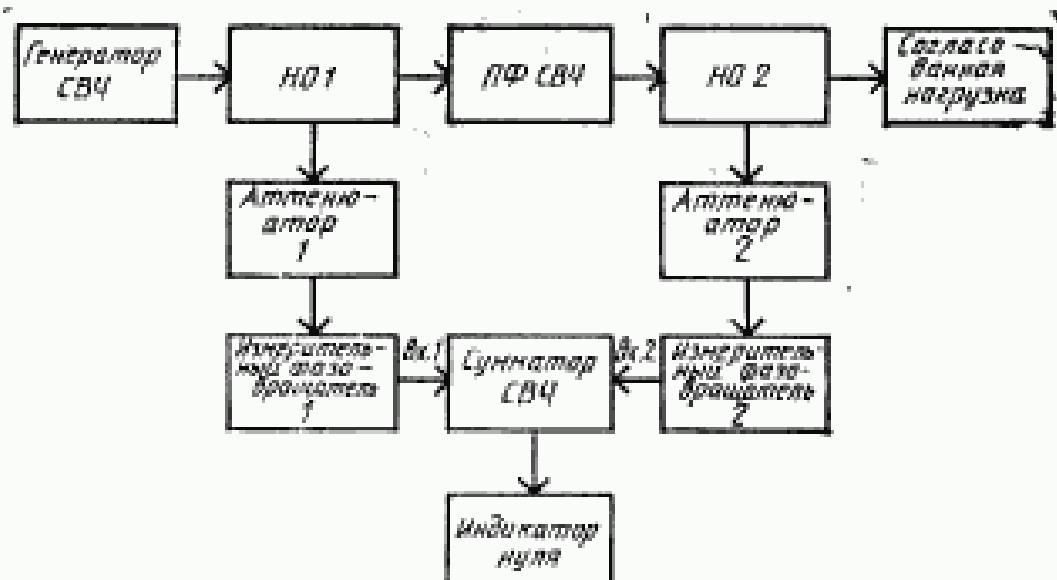 Генератор
СВЧ
НО 1
ПФ СВЧ
НО 2
Согласо-
ванная
нагрузка
Аттеню-
атор
1
Аттеню-
атор
2
Измеритель-
ный фазо-
вращатель
1
Вх.1
Сумматор
СВЧ
Вх.2
Измеритель-
ный фазо-
вращатель
2
Индикатор
нуля